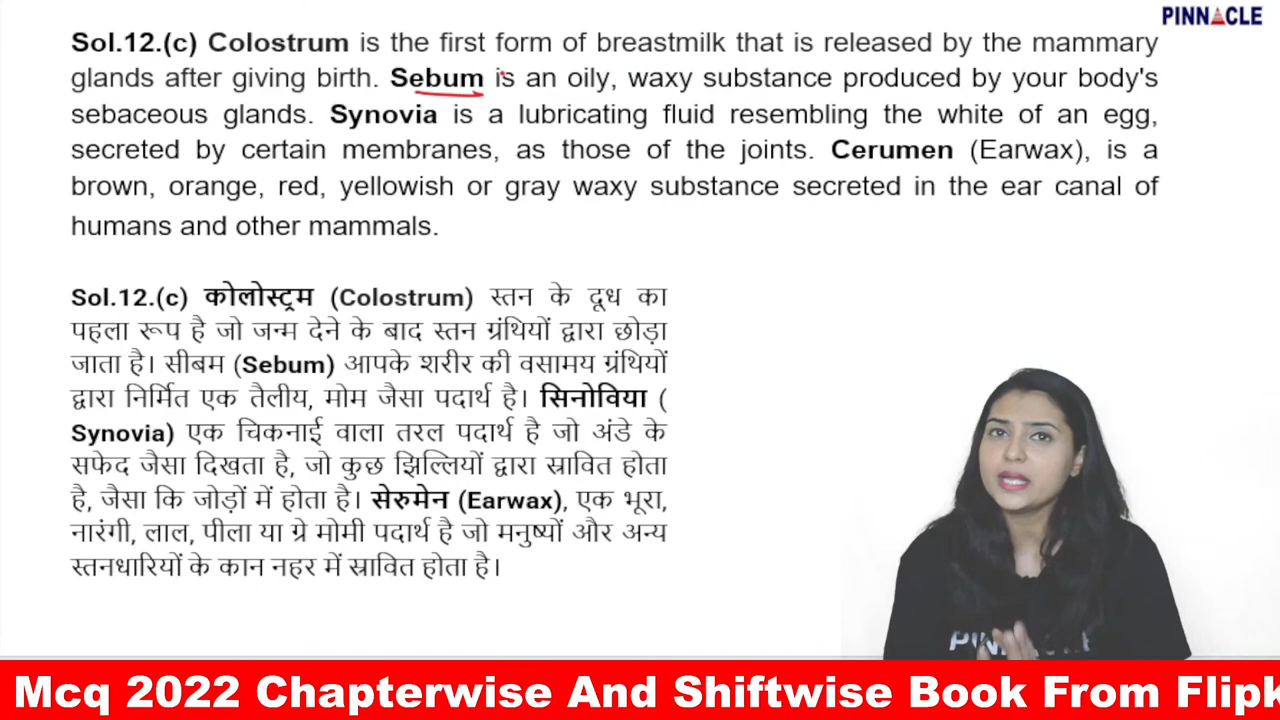 PINNACLE
Sol.12.(c) Colostrum is the first form of breastmilk that is released by the mammary
glands after giving birth. Sebum is an oily, waxy substance produced by your body's
sebaceous glands. Synovia is a lubricating fluid resembling the white of an egg,
secreted by certain membranes, as those of the joints. Cerumen (Earwax), is a
brown, orange, red, yellowish or gray waxy substance secreted in the ear canal of
humans and other mammals.
Sol.12.(c) कोलोस्ट्रम (Colostrum) स्तन के दूध का
पहला रूप है जो जन्म देने के बाद स्तन ग्रंथियों द्वारा छोड़ा
जाता है। सीबम (Sebum) आपके शरीर की वसामय ग्रंथियों
द्वारा निर्मित एक तैलीय, मोम जैसा पदार्थ है। सिनोविया (
Synovia) एक चिकनाई वाला तरल पदार्थ है जो अंडे के
सफेद जैसा दिखता है, जो कुछ झिल्लियों द्वारा स्रावित होता
है, जैसा कि जोड़ों में होता है। सेरुमेन (Earwax), एक भूरा,
नारंगी, लाल, पीला या ग्रे मोमी पदार्थ है जो मनुष्यों और अन्य
स्तनधारियों के कान नहर में स्रावित होता है।
Mcq 2022 Chapterwise And Shiftwise Book From Flipk